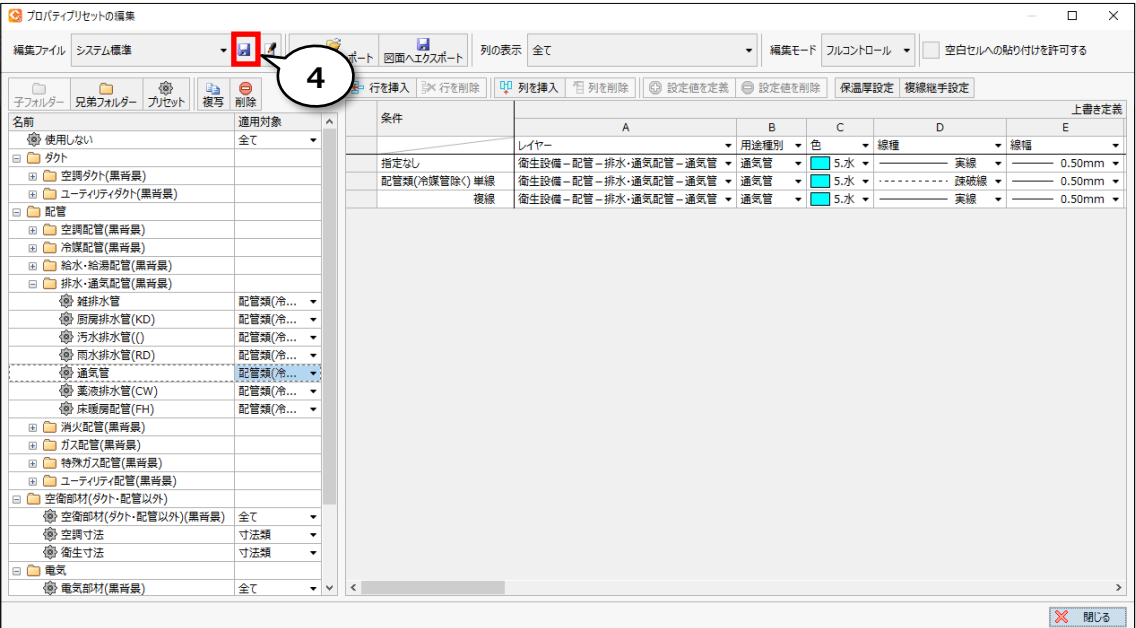 プロパティプリセットの編集
編集ファイル システム標準
ポート 図面へエクスポート 列の表示 全て 編集モード フルコントロール 空白セルへの貼り付けを許可する
4
子フォルダー 兄弟フォルダー プリセット 複写 削除
行を挿入 行を削除 列を挿入 列を削除 設定値を定義 設定値を削除 保温厚設定 複線継手設定
名前 適用対象
使用しない 全て
ダクト
空調ダクト(黒背景)
ユーティリティダクト(黒背景)
配管
空調配管(黒背景)
冷媒配管(黒背景)
給水・給湯配管(黒背景)
排水・通気配管(黒背景)
雑排水管 配管類(冷...
厨房排水管(KD) 配管類(冷...
汚水排水管(() 配管類(冷...
雨水排水管(RD) 配管類(冷...
通気管 配管類(冷...
薬液排水管(CW) 配管類(冷...
床暖房配管(FH) 配管類(冷...
消火配管(黒背景)
ガス配管(黒背景)
特殊ガス配管(黒背景)
ユーティリティ配管(黒背景)
空衛部材(ダクト・配管以外)
空衛部材(ダクト・配管以外)(黒背景) 全て
空調寸法 寸法類
衛生寸法 寸法類
電気
電気部材(黒背景) 全て
条件 上書き定義
A B C D E
レイヤー 用途種別 色 線種 線幅
指定なし 衛生設備－配管－排水・通気配管－通気管 通気管 5.水 実線 0.50mm
配管類(冷媒管除く) 単線 衛生設備－配管－排水・通気配管－通気管 通気管 5.水 疎破線 0.50mm
複線 衛生設備－配管－排水・通気配管－通気管 通気管 5.水 実線 0.50mm
閉じる